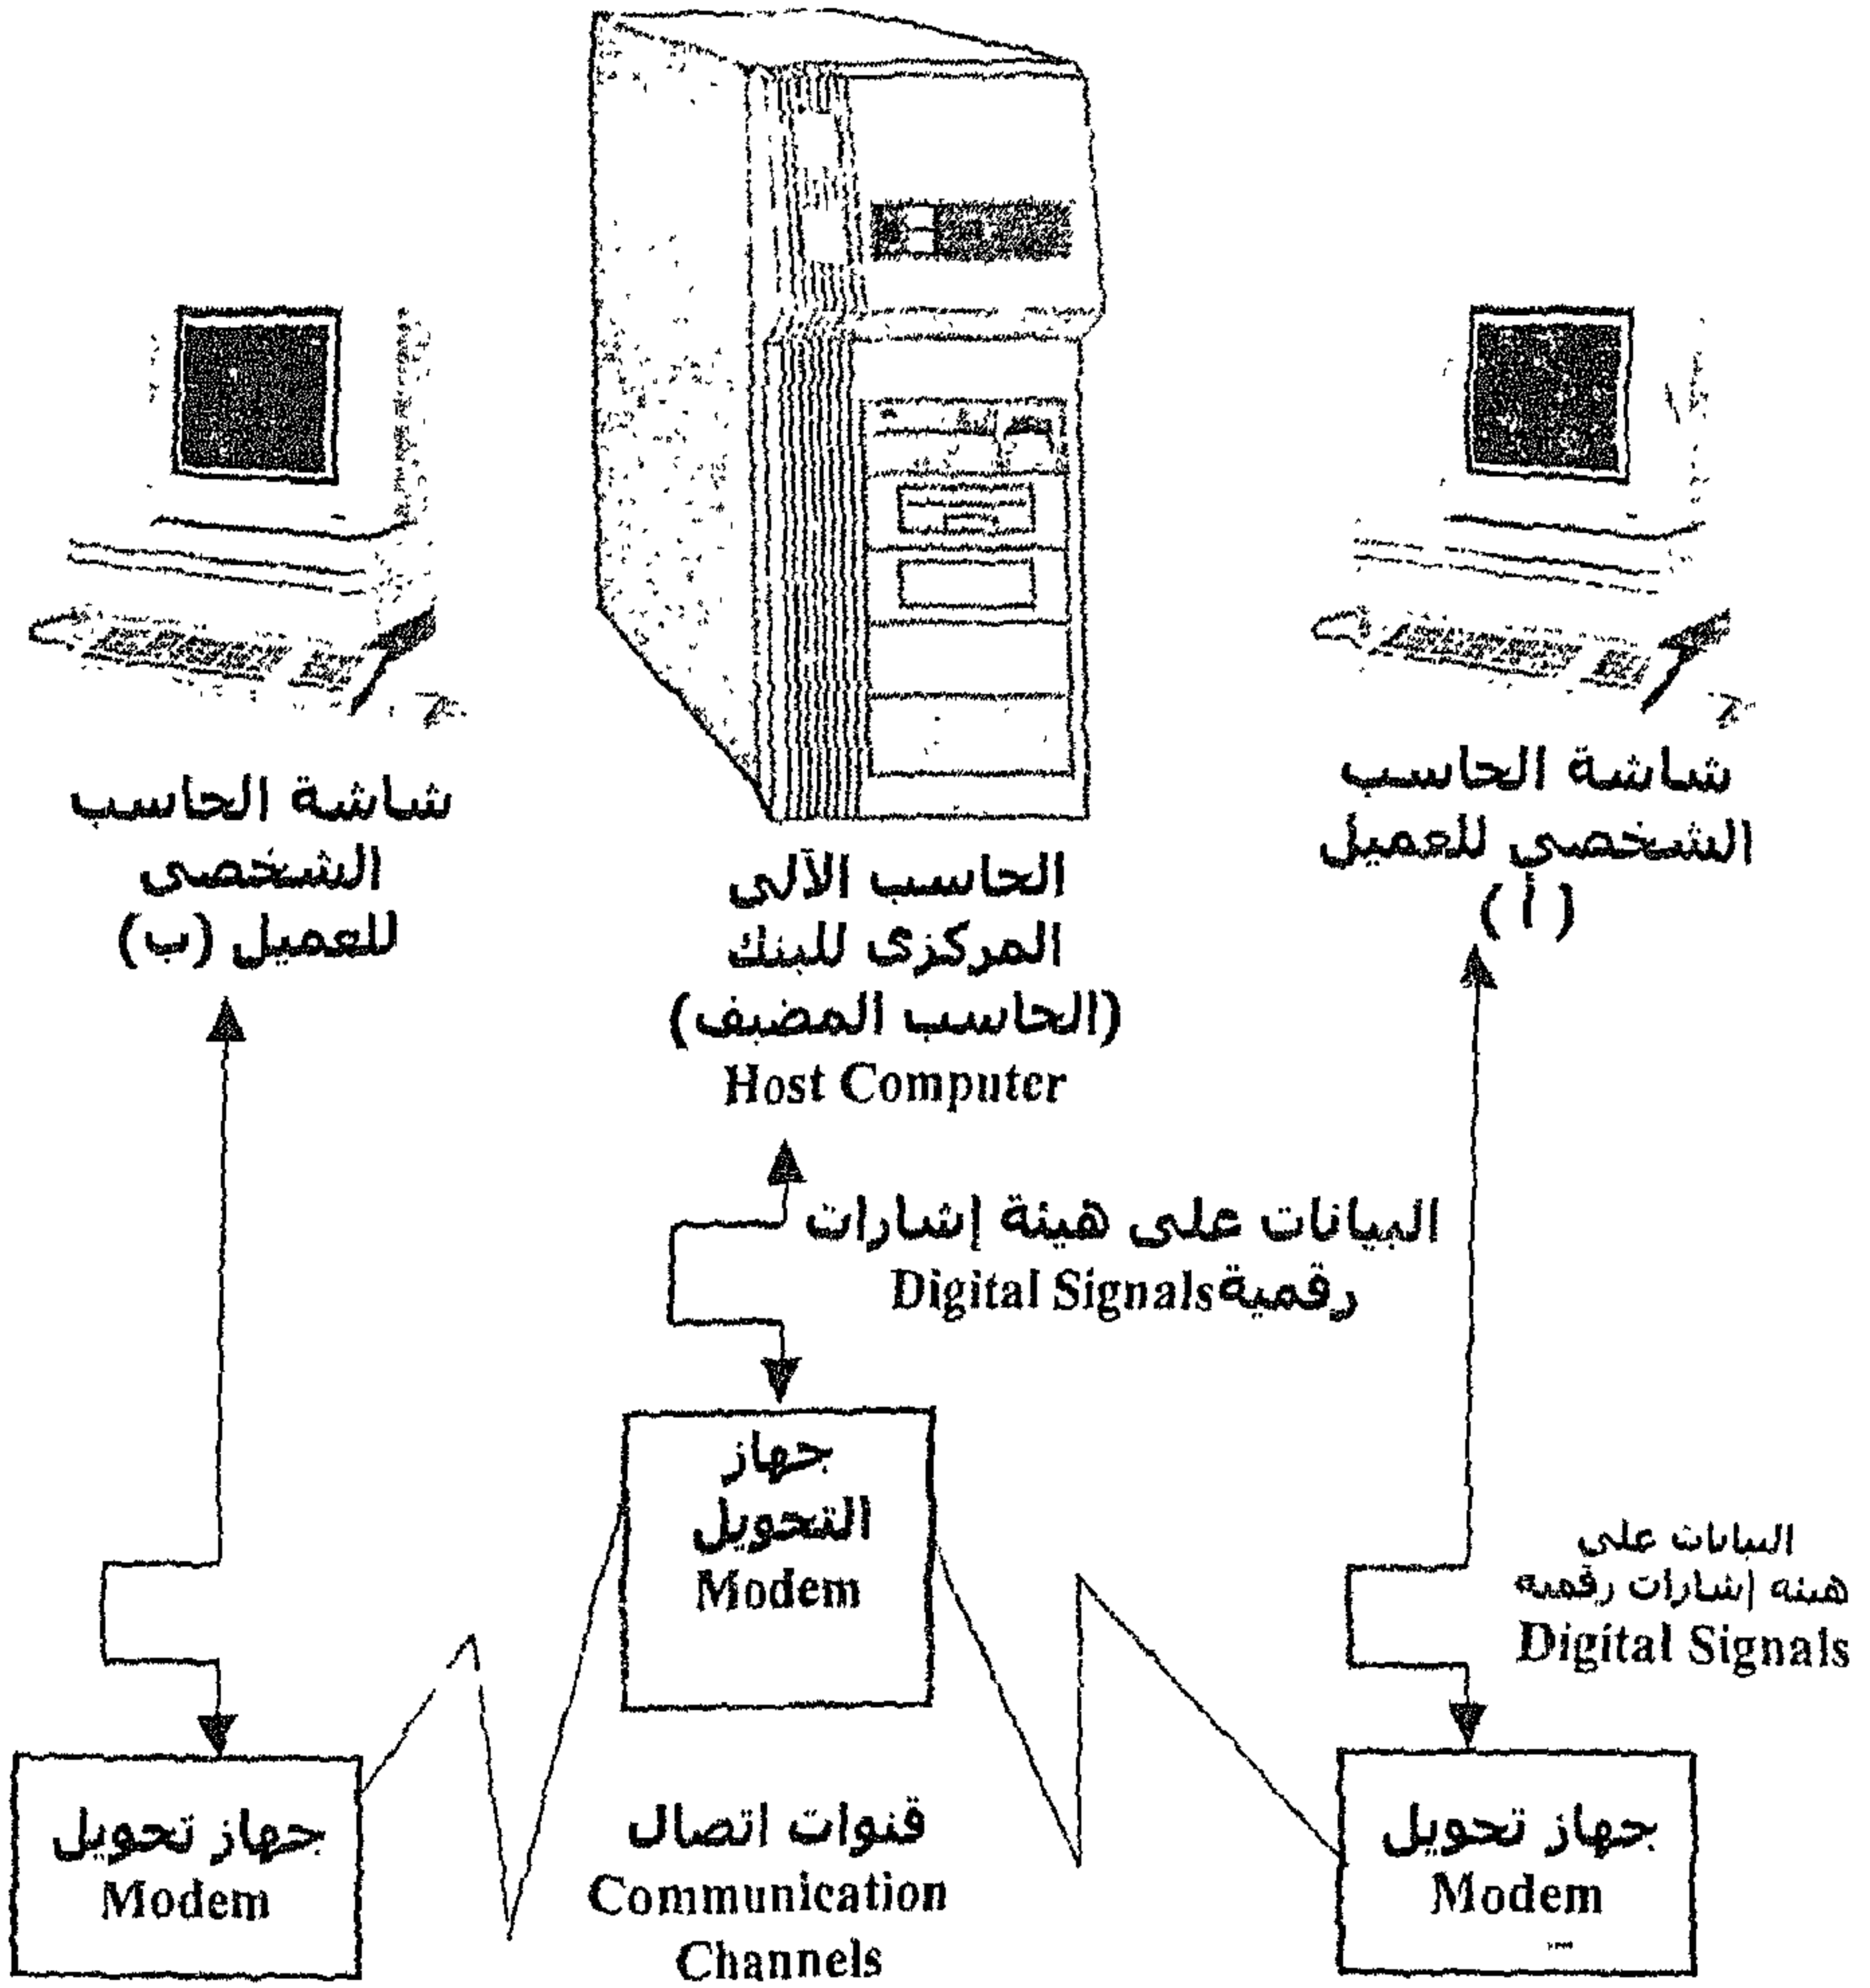 شاشة الحاسب
الشخصي للعميل
( أ )
الحاسب الآلى
المركزى للبنك
(الحاسب المضيف)
Host Computer
شاشة الحاسب
الشخصى
للعميل (ب)
البيانات على هيئة إشارات
رقمية Digital Signals
جهاز
التحويل
Modem
البيانات على
هيئة إشارات رقمية
Digital Signals
جهاز تحويل
Modem
قنوات اتصال
Communication
Channels
جهاز تحويل
Modem